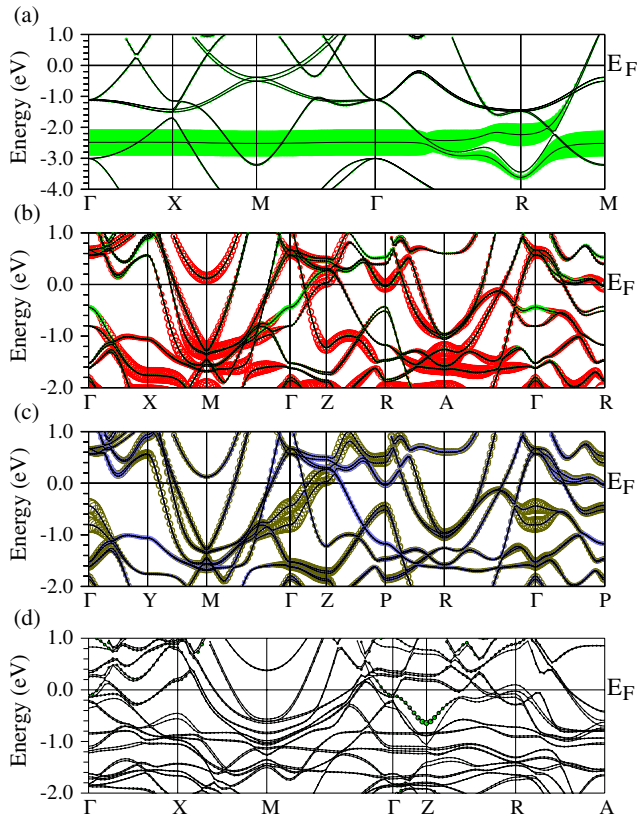 (a)
Energy (eV)
1.0
0.0
-1.0
-2.0
-3.0
-4.0
E_F
Γ X M Γ R M
(b)
Energy (eV)
1.0
0.0
-1.0
-2.0
E_F
Γ X M Γ Z R A Γ R
(c)
Energy (eV)
1.0
0.0
-1.0
-2.0
E_F
Γ Y M Γ Z P R Γ P
(d)
Energy (eV)
1.0
0.0
-1.0
-2.0
E_F
Γ X M Γ Z R A